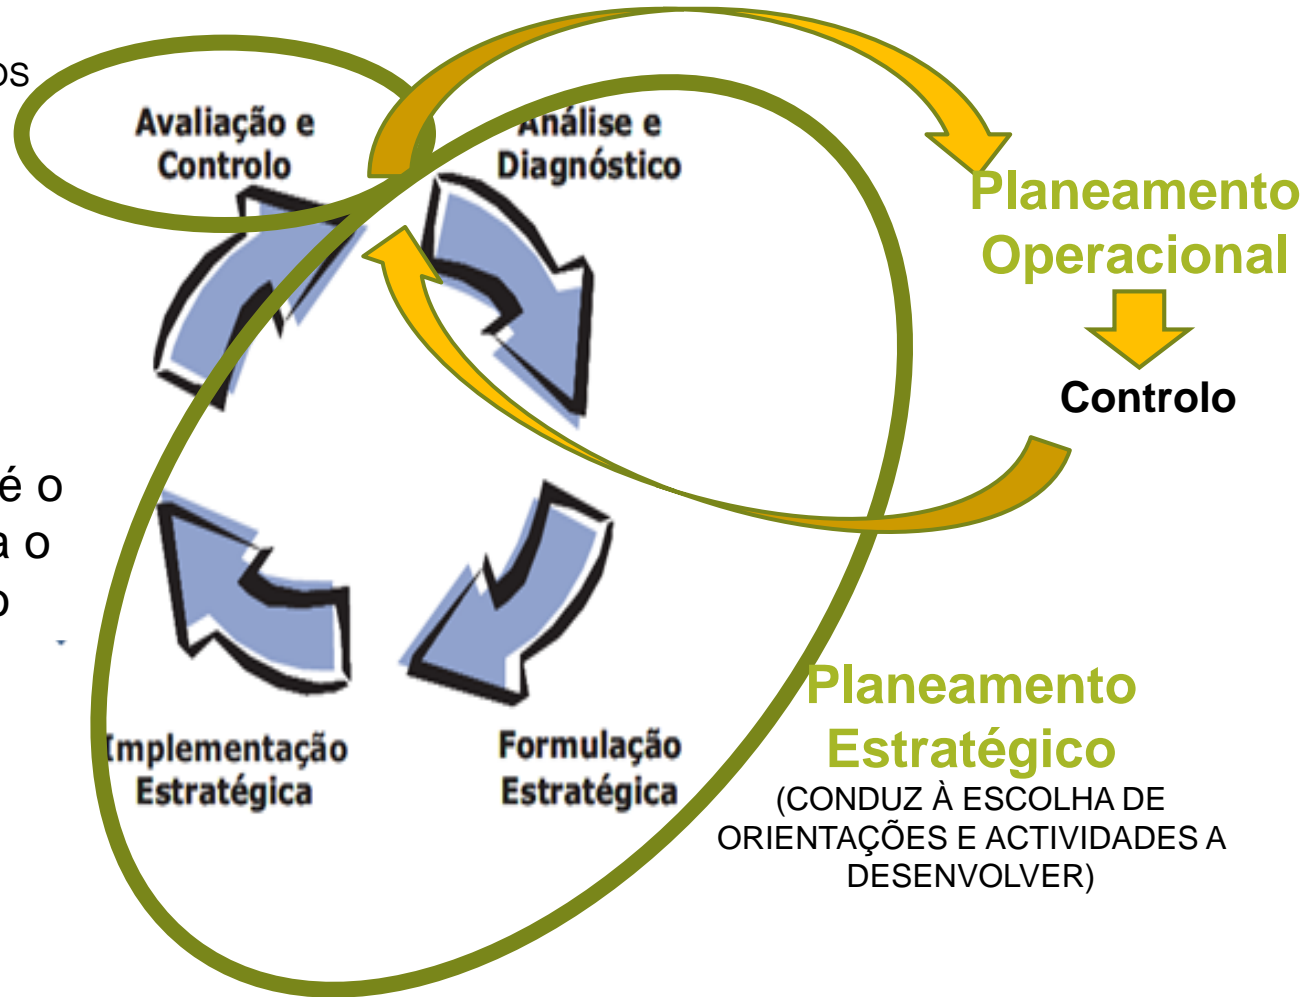 OS
Avaliação e
Controlo
Análise e
Diagnóstico
Planeamento
Operacional
Controlo
é o
a o
o
Implementação
Estratégica
Formulação
Estratégica
Planeamento
Estratégico
(CONDUZ À ESCOLHA DE
ORIENTAÇÕES E ACTIVIDADES A
DESENVOLVER)